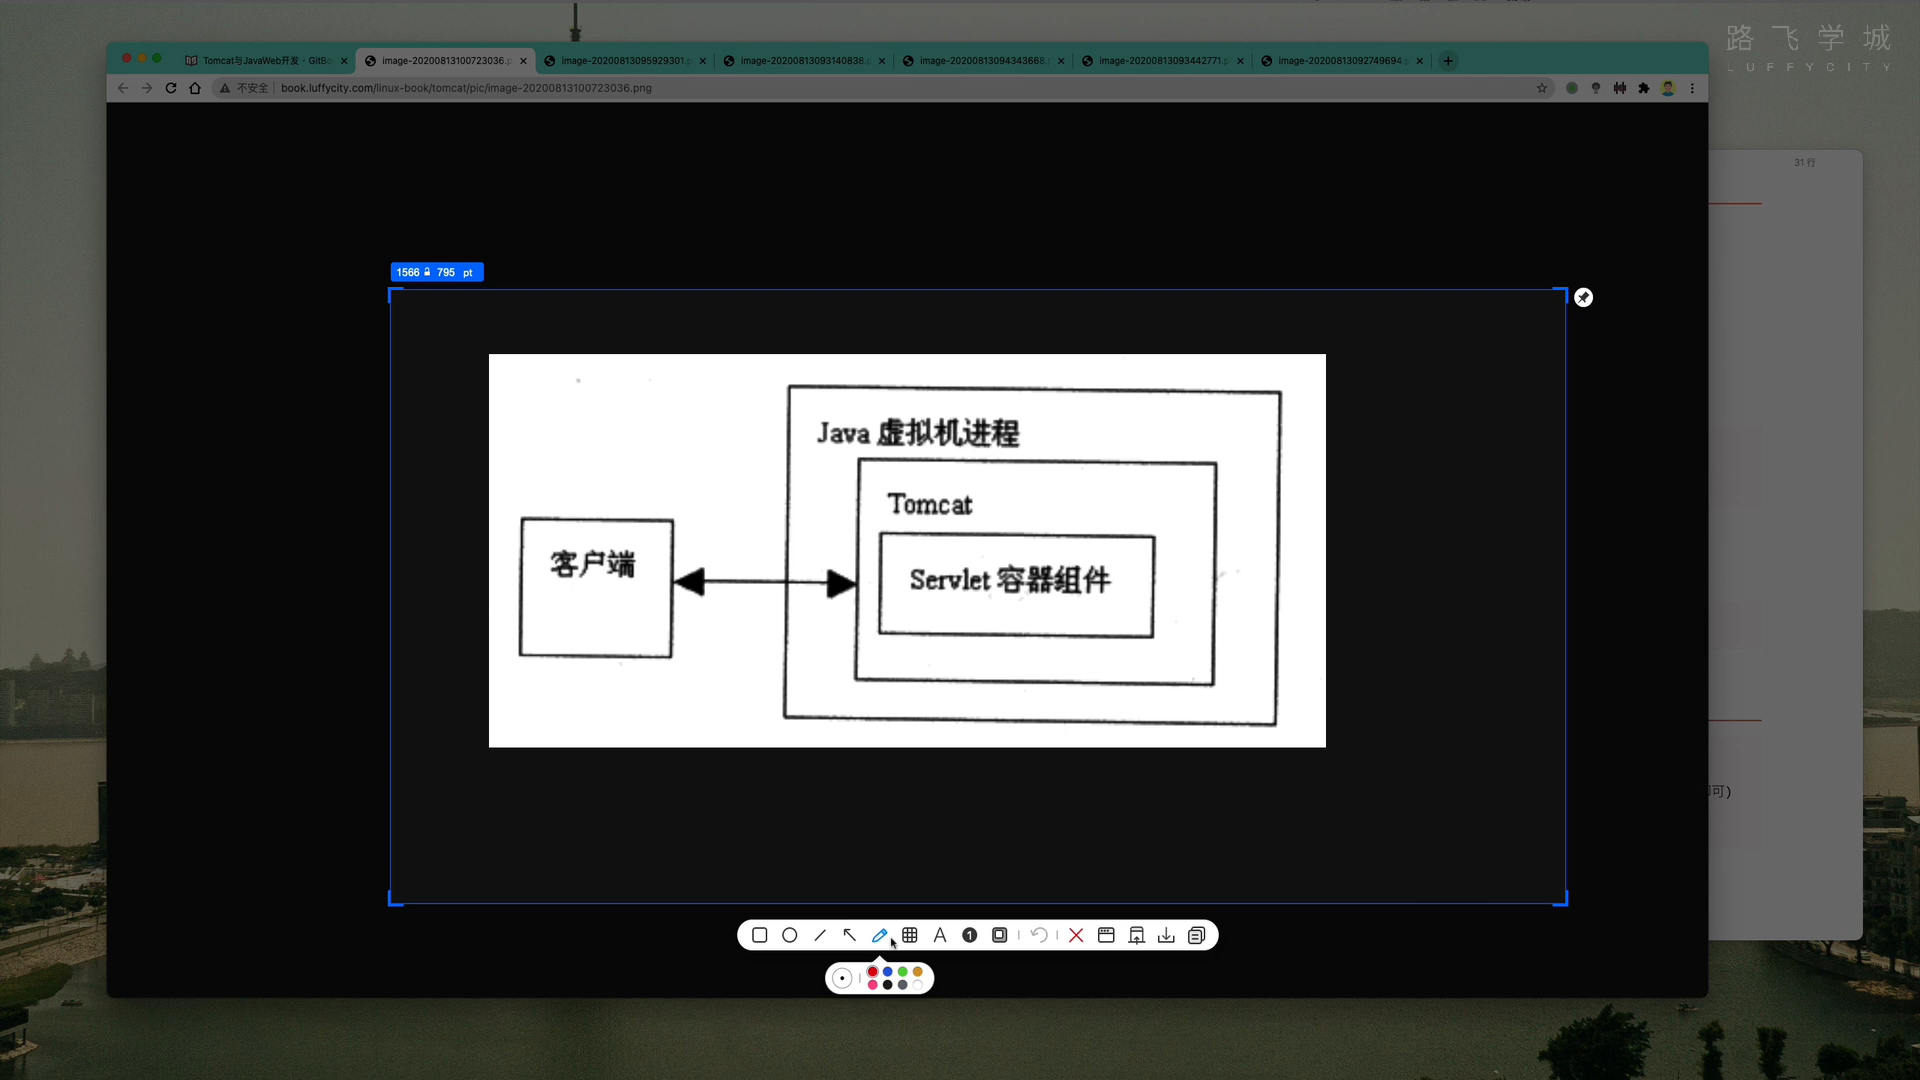 路飞学城
LUFFYCITY
Tomcat与JavaWeb开发 · GitBo
image-20200813100723036.p
image-20200813095929301.p
image-20200813093140838.p
image-20200813094343668.
image-20200813093442771.p
image-20200813092749694.p
不安全
book.luffycity.com/linux-book/tomcat/pic/image-20200813100723036.png
31 行
1566 795 pt
Java 虚拟机进程
Tomcat
客户端
Servlet 容器组件
可)
A
1